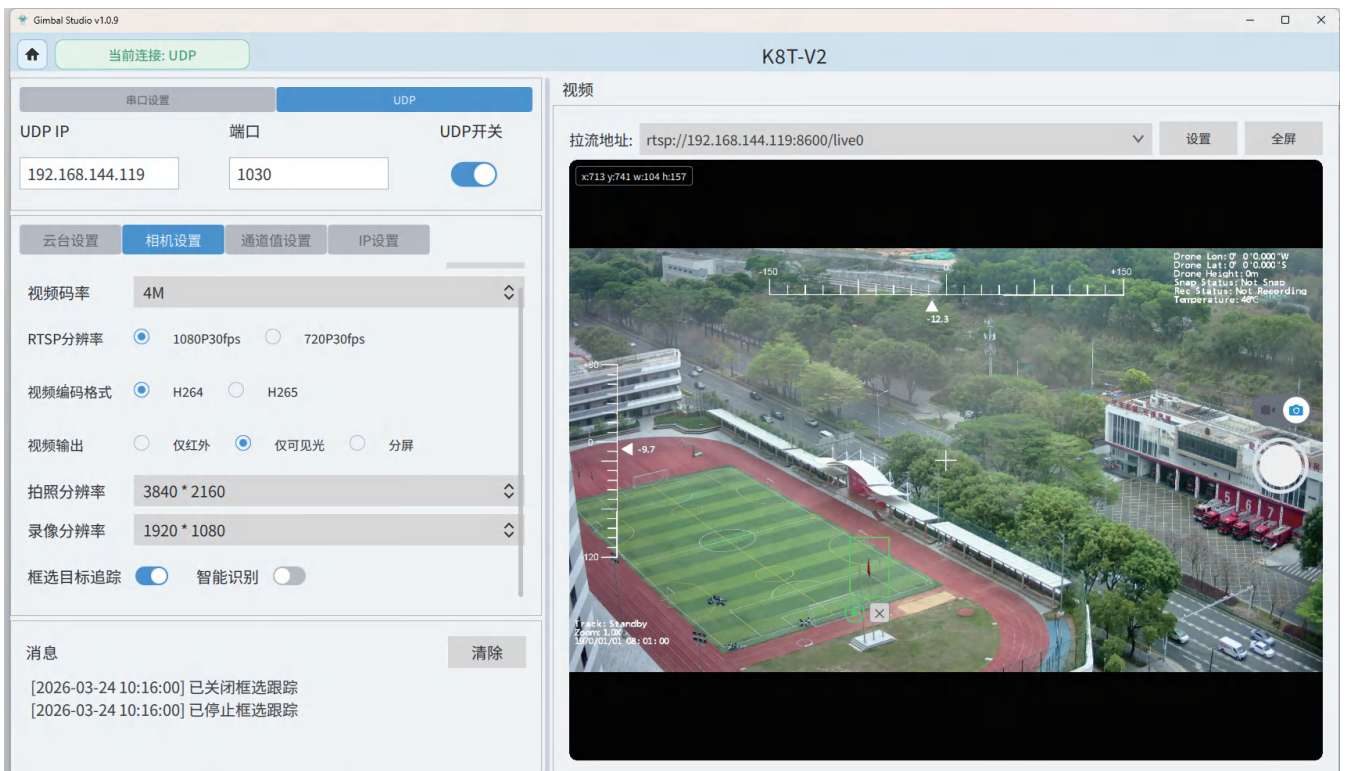 Gimbal Studio v1.0.9
当前连接: UDP
K8T-V2
串口设置
UDP
UDP IP
端口
UDP开关
192.168.144.119
1030
云台设置
相机设置
通道值设置
IP设置
视频码率
4M
RTSP分辨率
1080P30fps
720P30fps
视频编码格式
H264
H265
视频输出
仅红外
仅可见光
分屏
拍照分辨率
3840 * 2160
录像分辨率
1920 * 1080
框选目标追踪
智能识别
消息
清除
[2026-03-24 10:16:00] 已关闭框选跟踪
[2026-03-24 10:16:00] 已停止框选跟踪
视频
拉流地址:
rtsp://192.168.144.119:8600/live0
设置
全屏
x:713 y:741 w:104 h:157
Drone Lon: 0° 0'0.000"W
Drone Lat: 0° 0'0.000"S
Drone Height: 0m
Snap Status: Not Snap
Rec Status: Not Recording
Temperature: 46℃
-150
0
+150
-12.3
+80
0
-9.7
-120
5
6
7
Track: Standby
Zoom: 1.0X
1970/01/01 08:01:00